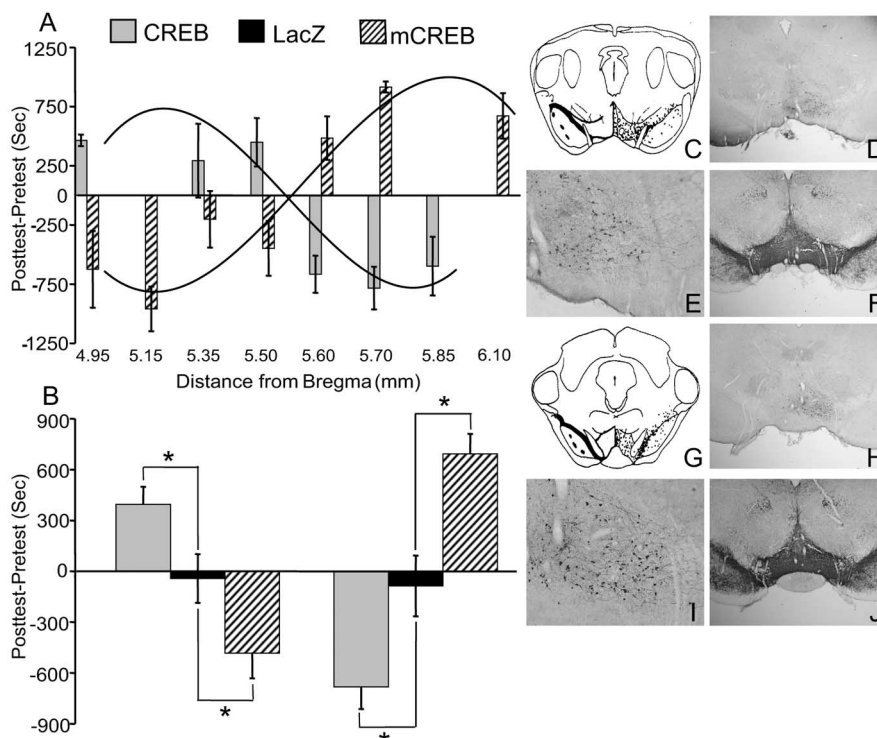 A
CREB LacZ mCREB
Posttest-Pretest (Sec)
1250
750
250
0
-250
-750
-1250
4.95 5.15 5.35 5.50 5.60 5.70 5.85 6.10
Distance from Bregma (mm)
B
Posttest-Pretest (Sec)
900
600
300
0
-300
-600
-900
*
*
*
*
C
D
E
F
G
H
I
J